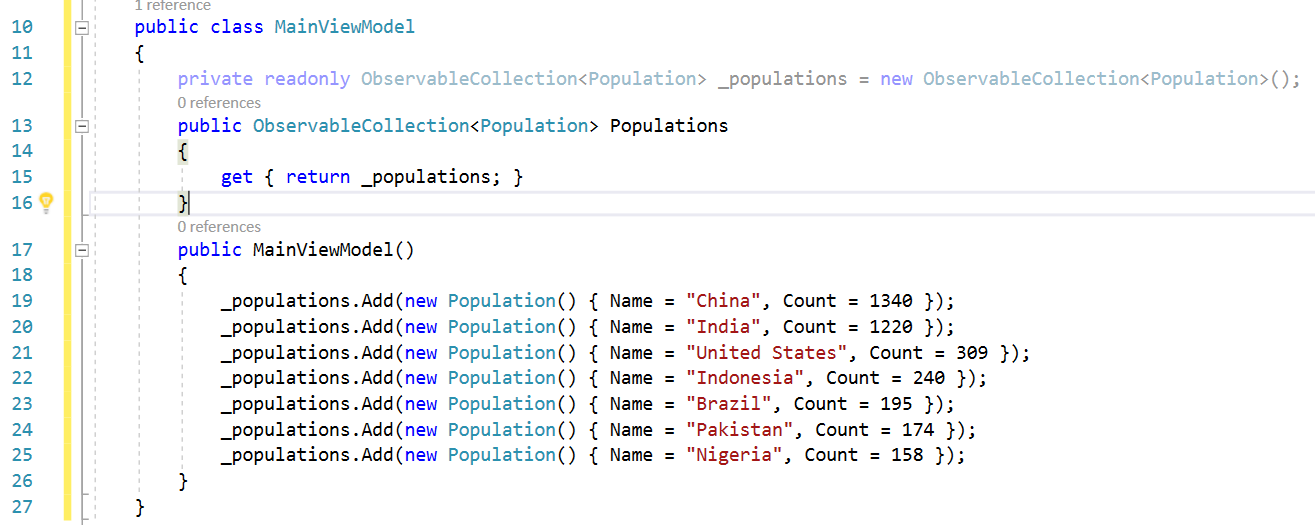 1 reference
10 public class MainViewModel
11 {
12 private readonly ObservableCollection<Population> _populations = new ObservableCollection<Population>();
0 references
13 public ObservableCollection<Population> Populations
14 {
15 get { return _populations; }
16 }
0 references
17 public MainViewModel()
18 {
19 _populations.Add(new Population() { Name = "China", Count = 1340 });
20 _populations.Add(new Population() { Name = "India", Count = 1220 });
21 _populations.Add(new Population() { Name = "United States", Count = 309 });
22 _populations.Add(new Population() { Name = "Indonesia", Count = 240 });
23 _populations.Add(new Population() { Name = "Brazil", Count = 195 });
24 _populations.Add(new Population() { Name = "Pakistan", Count = 174 });
25 _populations.Add(new Population() { Name = "Nigeria", Count = 158 });
26 }
27 }